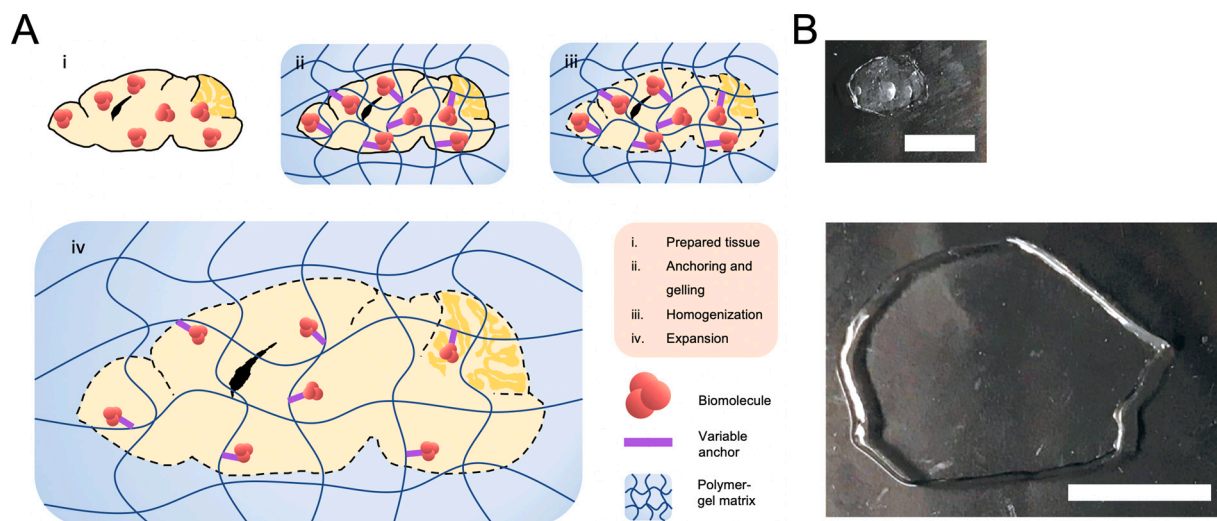 A
B
i
ii
iii
iv
i. Prepared tissue
ii. Anchoring and
gelling
iii. Homogenization
iv. Expansion
Biomolecule
Variable
anchor
Polymer-
gel matrix